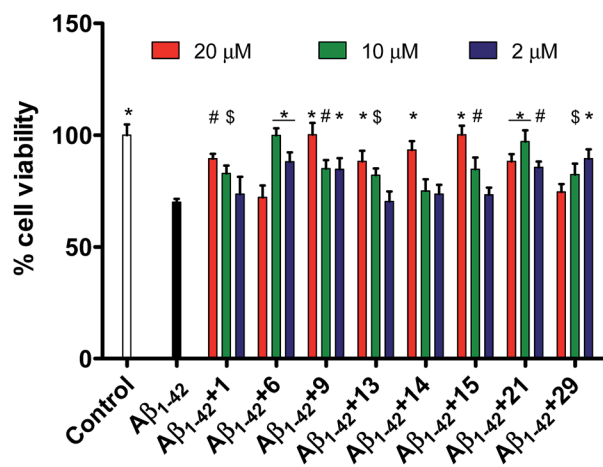 150
20 μM 10 μM 2 μM
* # $ * * # * * $ * * # * # $ *
100
% cell viability
50
0
Control
Aβ1-42
Aβ1-42+1
Aβ1-42+6
Aβ1-42+9
Aβ1-42+13
Aβ1-42+14
Aβ1-42+15
Aβ1-42+21
Aβ1-42+29